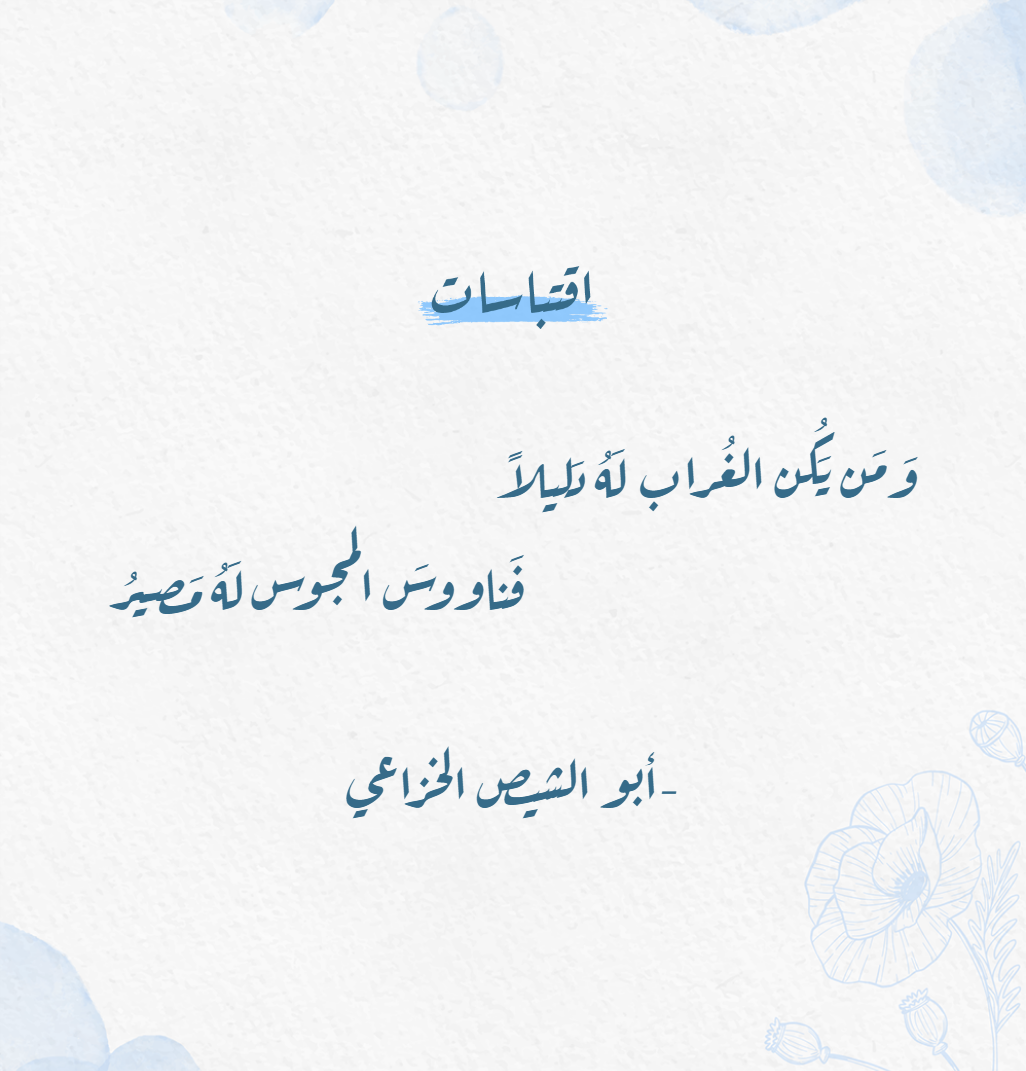 اقتباسات
وَ مَن يَكُن الغُراب لَهُ دَليلاً
فَناووسَ المجوس لَهُ مَصيرُ
-أبو الشيص الخزاعي